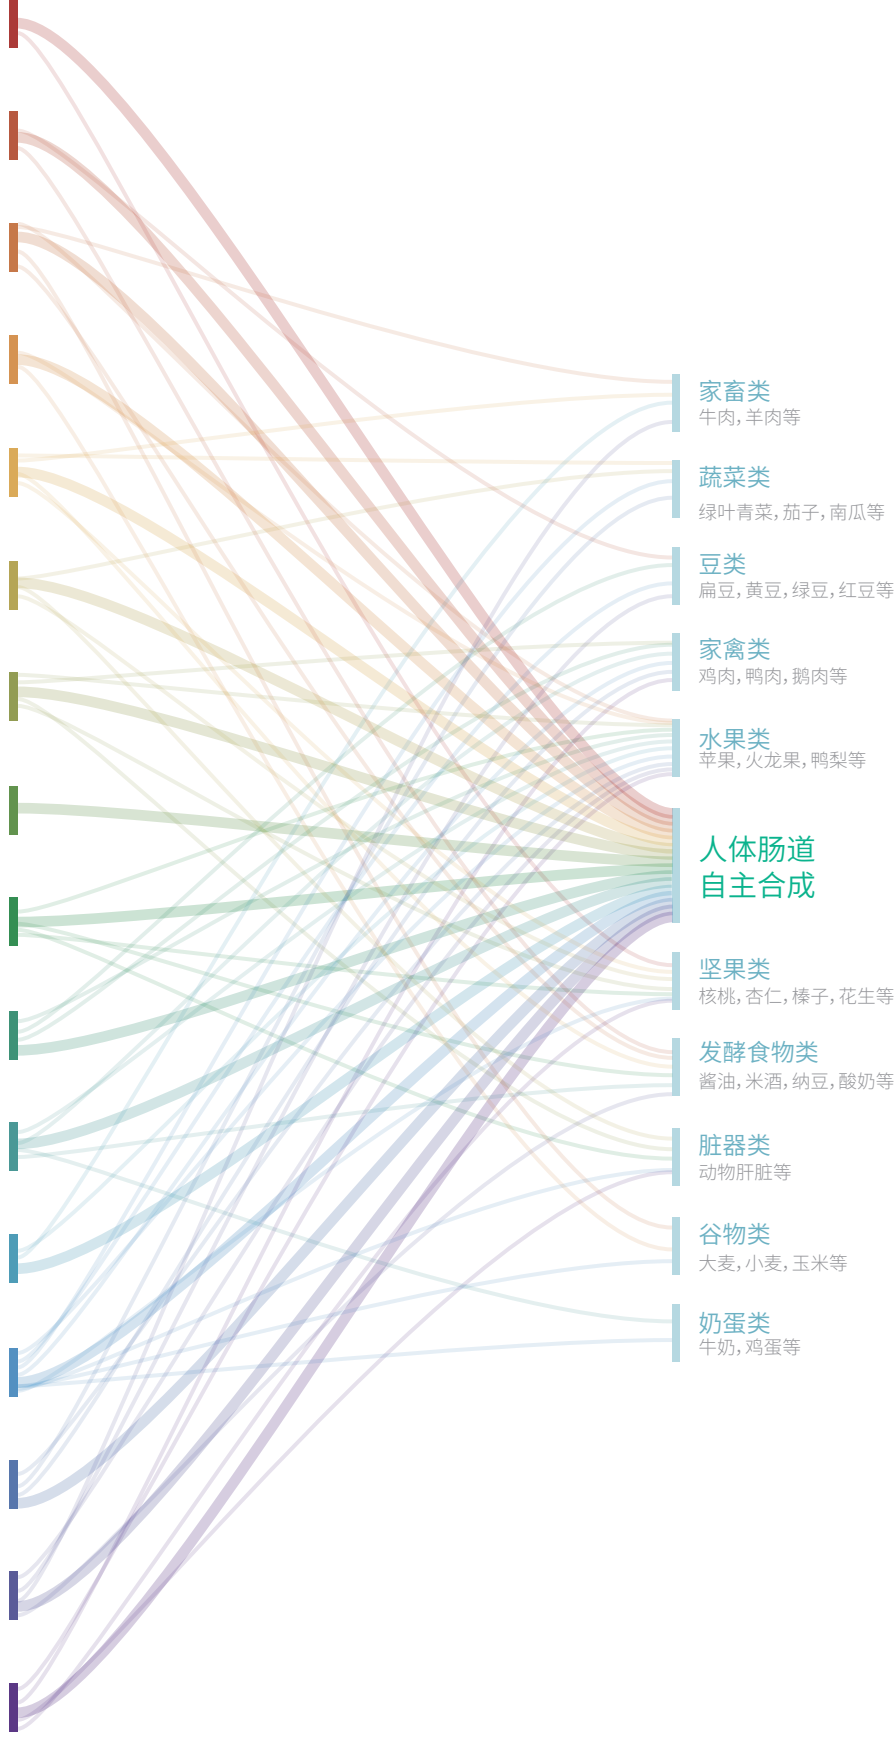 家畜类
牛肉，羊肉等
蔬菜类
绿叶青菜，茄子，南瓜等
豆类
扁豆，黄豆，绿豆，红豆等
家禽类
鸡肉，鸭肉，鹅肉等
水果类
苹果，火龙果，鸭梨等
人体肠道
自主合成
坚果类
核桃，杏仁，榛子，花生等
发酵食物类
酱油，米酒，纳豆，酸奶等
脏器类
动物肝脏等
谷物类
大麦，小麦，玉米等
奶蛋类
牛奶，鸡蛋等